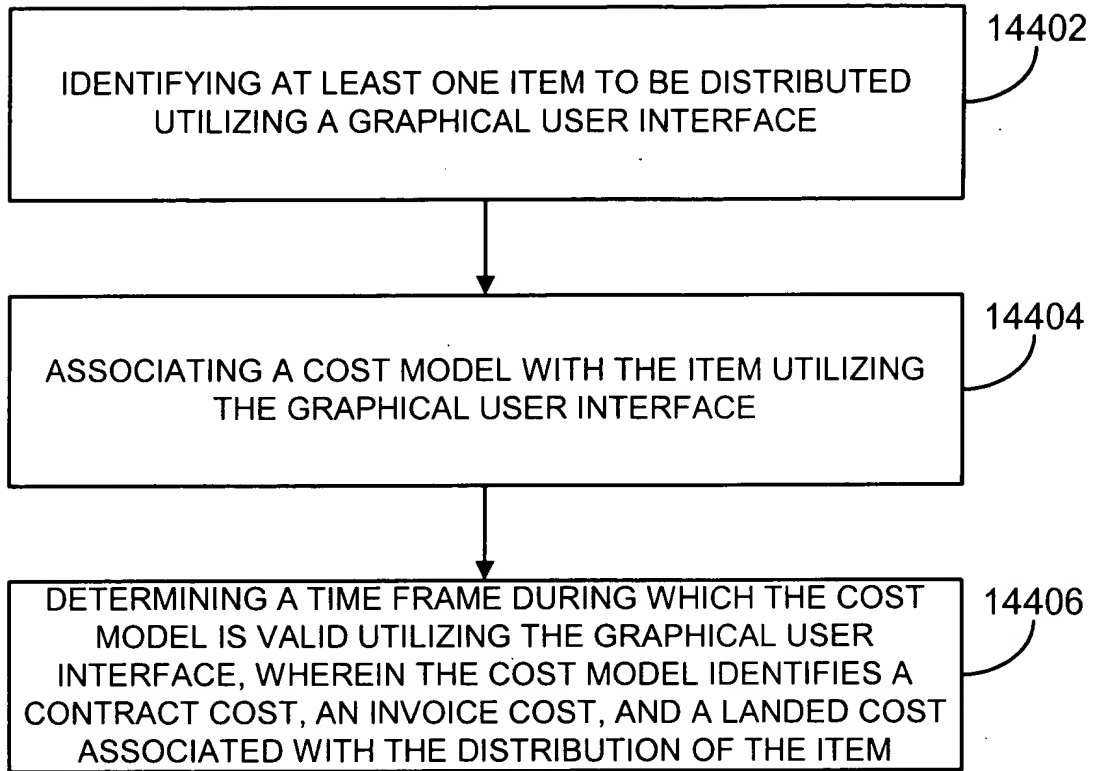 14402
IDENTIFYING AT LEAST ONE ITEM TO BE DISTRIBUTED
UTILIZING A GRAPHICAL USER INTERFACE
14404
ASSOCIATING A COST MODEL WITH THE ITEM UTILIZING
THE GRAPHICAL USER INTERFACE
14406
DETERMINING A TIME FRAME DURING WHICH THE COST
MODEL IS VALID UTILIZING THE GRAPHICAL USER
INTERFACE, WHEREIN THE COST MODEL IDENTIFIES A
CONTRACT COST, AN INVOICE COST, AND A LANDED COST
ASSOCIATED WITH THE DISTRIBUTION OF THE ITEM